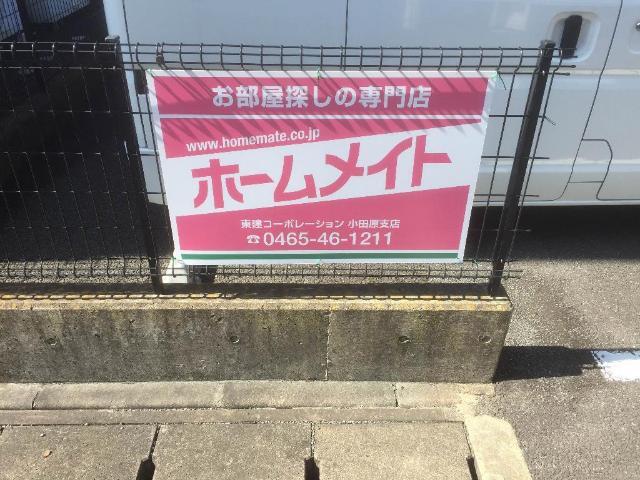 お部屋探しの専門店
www.homemate.co.jp
ホームメイト
東建コーポレーション 小田原支店
☎0465-46-1211